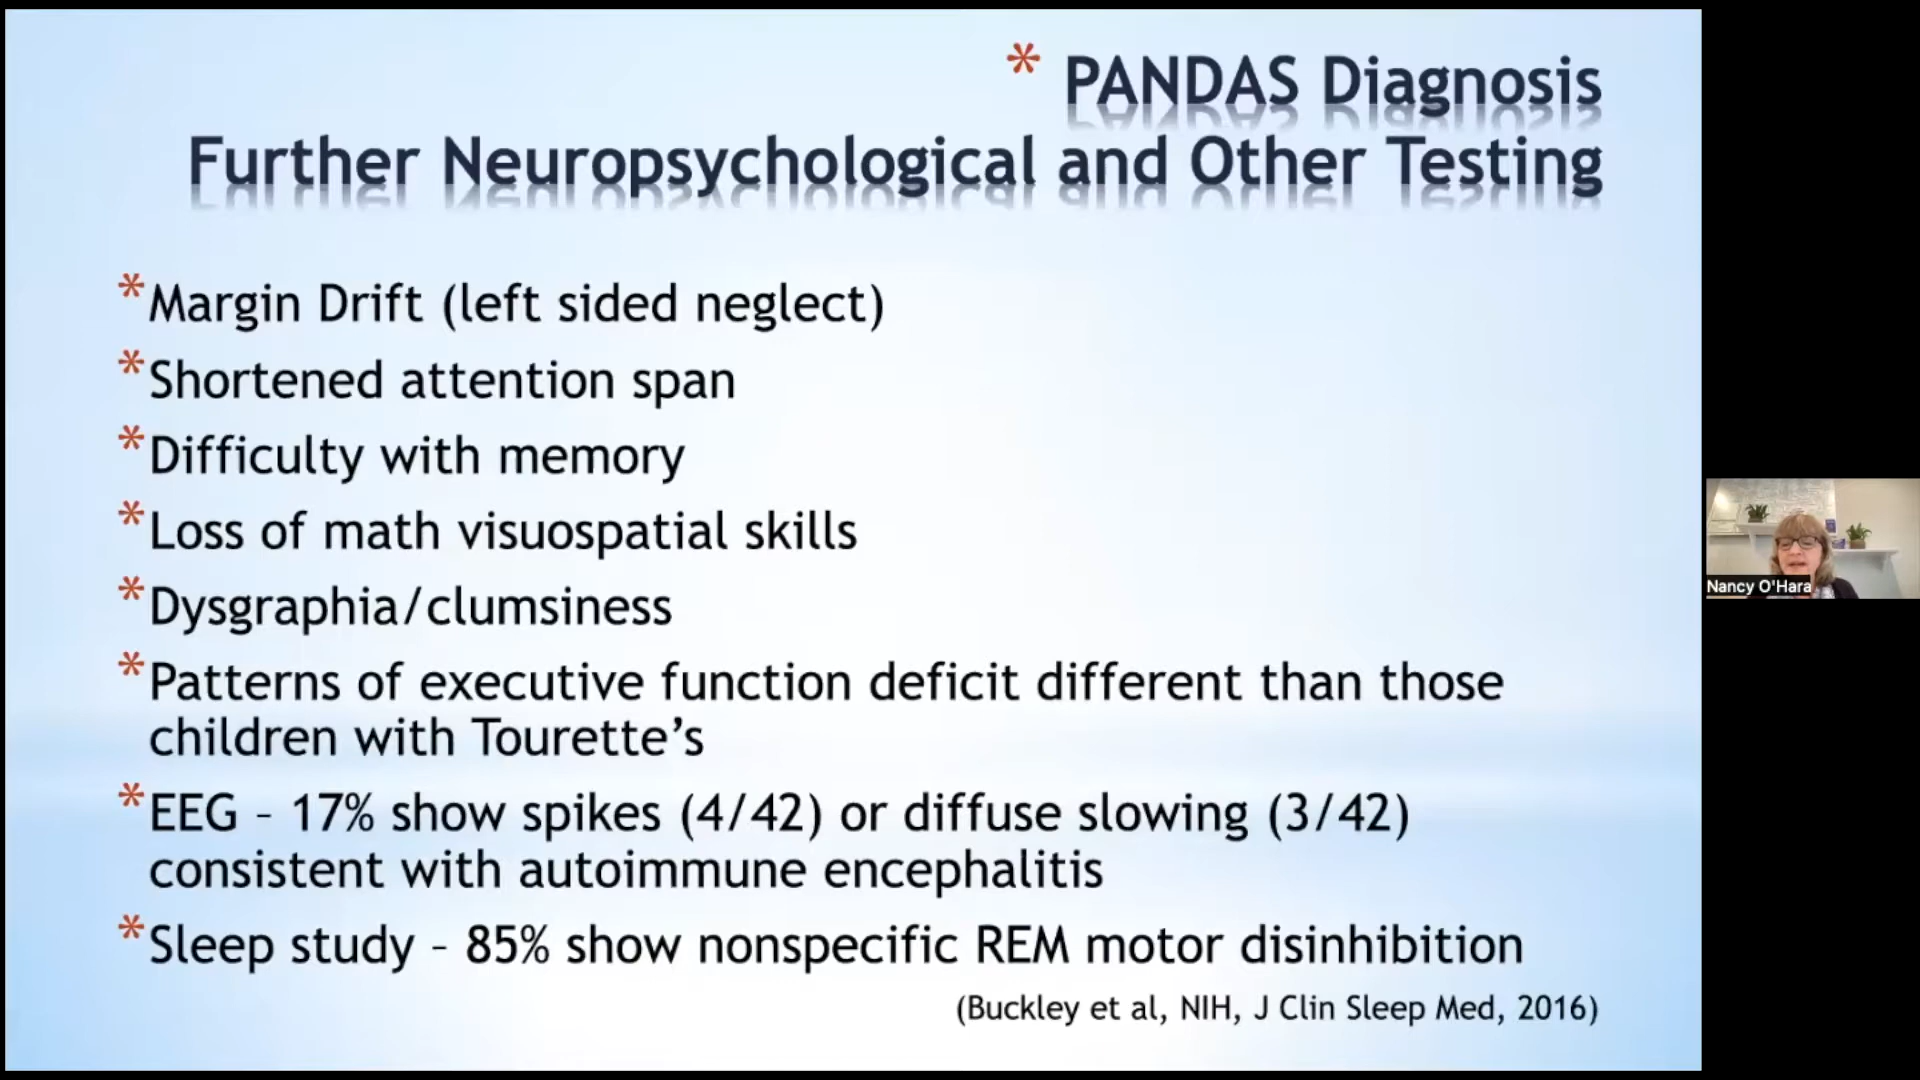 * PANDAS Diagnosis
Further Neuropsychological and Other Testing
*Margin Drift (left sided neglect)
*Shortened attention span
*Difficulty with memory
*Loss of math visuospatial skills
*Dysgraphia/clumsiness
*Patterns of executive function deficit different than those
children with Tourette’s
*EEG – 17% show spikes (4/42) or diffuse slowing (3/42)
consistent with autoimmune encephalitis
*Sleep study – 85% show nonspecific REM motor disinhibition
(Buckley et al, NIH, J Clin Sleep Med, 2016)
Nancy O'Hara